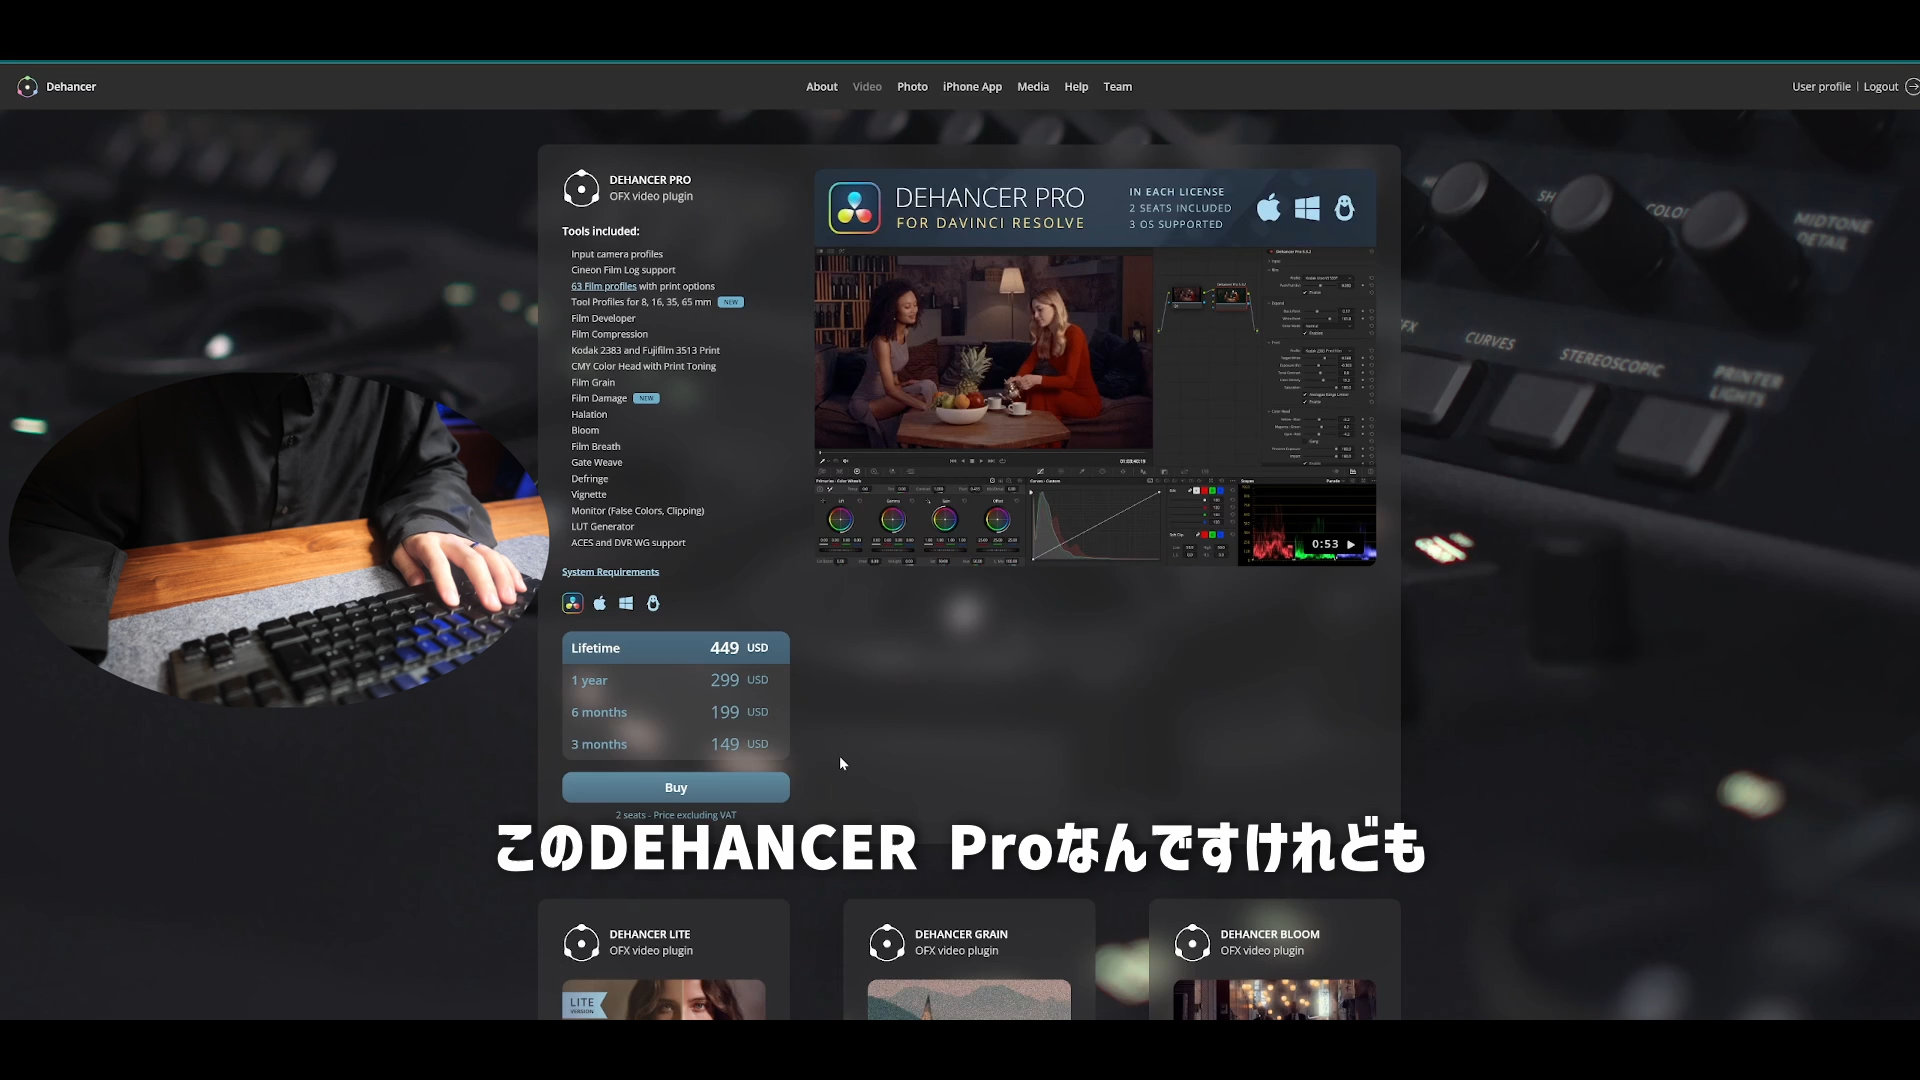 Dehancer
About Video Photo iPhone App Media Help Team
User profile | Logout
DEHANCER PRO
OFX video plugin
Tools included:
Input camera profiles
Cineon Film Log support
63 Film profiles with print options
Tool Profiles for 8, 16, 35, 65 mm NEW
Film Developer
Film Compression
Kodak 2383 and Fujifilm 3513 Print
CMY Color Head with Print Toning
Film Grain
Film Damage NEW
Halation
Bloom
Film Breath
Gate Weave
Defringe
Vignette
Monitor (False Colors, Clipping)
LUT Generator
ACES and DVR WG support
System Requirements
Lifetime 449 USD
1 year 299 USD
6 months 199 USD
3 months 149 USD
Buy
2 seats - Price excluding VAT
DEHANCER PRO
FOR DAVINCI RESOLVE
IN EACH LICENSE
2 SEATS INCLUDED
3 OS SUPPORTED
0:53
COLOR
MIDTONE
DETAIL
CURVES
STEREOSCOPIC
PRINTER
LIGHTS
このDEHANCER Proなんですけれども
DEHANCER LITE
OFX video plugin
LITE
VERSION
DEHANCER GRAIN
OFX video plugin
DEHANCER BLOOM
OFX video plugin